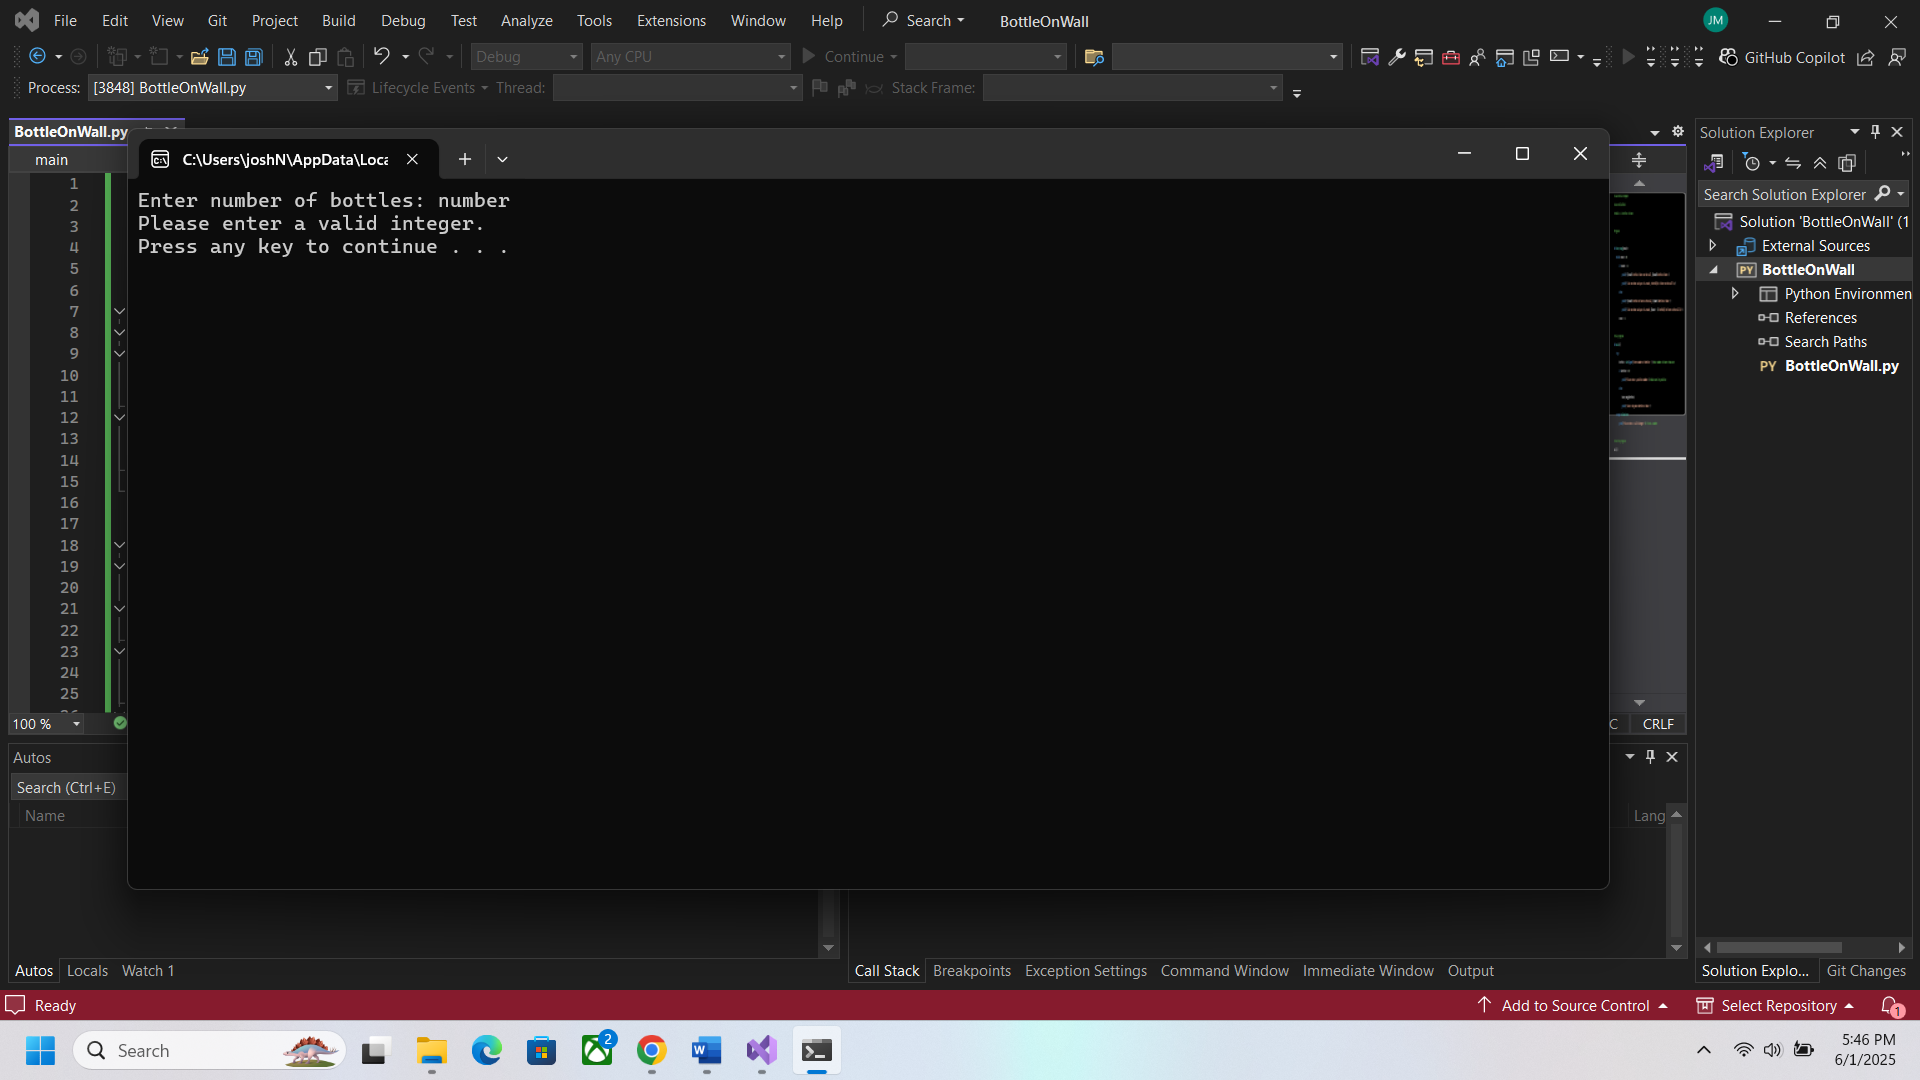 File Edit View Git Project Build Debug Test Analyze Tools Extensions Window Help Search BottleOnWall JM
Debug Any CPU Continue GitHub Copilot
Process: [3848] BottleOnWall.py Lifecycle Events Thread: Stack Frame:
BottleOnWall.py
main
C:\Users\joshN\AppData\Loca
Enter number of bottles: number
Please enter a valid integer.
Press any key to continue . . .
1
2
3
4
5
6
7
8
9
10
11
12
13
14
15
16
17
18
19
20
21
22
23
24
25
100 %
C CRLF
Solution Explorer
Search Solution Explorer
Solution 'BottleOnWall' (1
External Sources
PY BottleOnWall
Python Environmen
References
Search Paths
PY BottleOnWall.py
Autos
Search (Ctrl+E)
Name
Lang
Autos Locals Watch 1
Call Stack Breakpoints Exception Settings Command Window Immediate Window Output
Solution Explo... Git Changes
Ready Add to Source Control Select Repository 1
Search 2
5:46 PM
6/1/2025